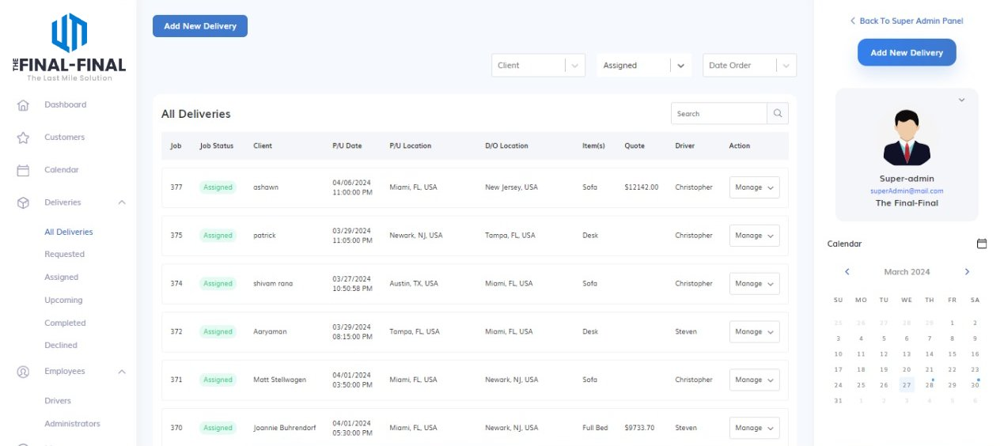 THE FINAL-FINAL
The Last Mile Solution
Dashboard
Customers
Calendar
Deliveries
All Deliveries
Requested
Assigned
Upcoming
Completed
Declined
Employees
Drivers
Administrators
Add New Delivery
Client
Assigned
Date Order
All Deliveries
Search
Job Job Status Client P/U Date P/U Location D/O Location Item(s) Quote Driver Action
377 Assigned ashawn 04/06/2024 11:00:00 PM Miami, FL, USA New Jersey, USA Sofa $12142.00 Christopher Manage
375 Assigned patrick 03/29/2024 11:05:00 PM Newark, NJ, USA Tampa, FL, USA Desk Christopher Manage
374 Assigned shivam rana 03/27/2024 10:50:58 PM Austin, TX, USA Miami, FL, USA Sofa Christopher Manage
372 Assigned Aaryaman 03/29/2024 08:15:00 PM Tampa, FL, USA Miami, FL, USA Desk Steven Manage
371 Assigned Matt Stellwagen 04/01/2024 03:50:00 PM Miami, FL, USA Newark, NJ, USA Sofa Christopher Manage
370 Assigned Joannie Buhrendorf 04/01/2024 05:30:00 PM Miami, FL, USA Newark, NJ, USA Full Bed $9733.70 Steven Manage
Back To Super Admin Panel
Add New Delivery
Super-admin
superAdmin@mail.com
The Final-Final
Calendar
March 2024
SU MO TU WE TH FR SA
25 26 27 28 29 1 2
3 4 5 6 7 8 9
10 11 12 13 14 15 16
17 18 19 20 21 22 23
24 25 26 27 28 29 30
31 1 2 3 4 5 6